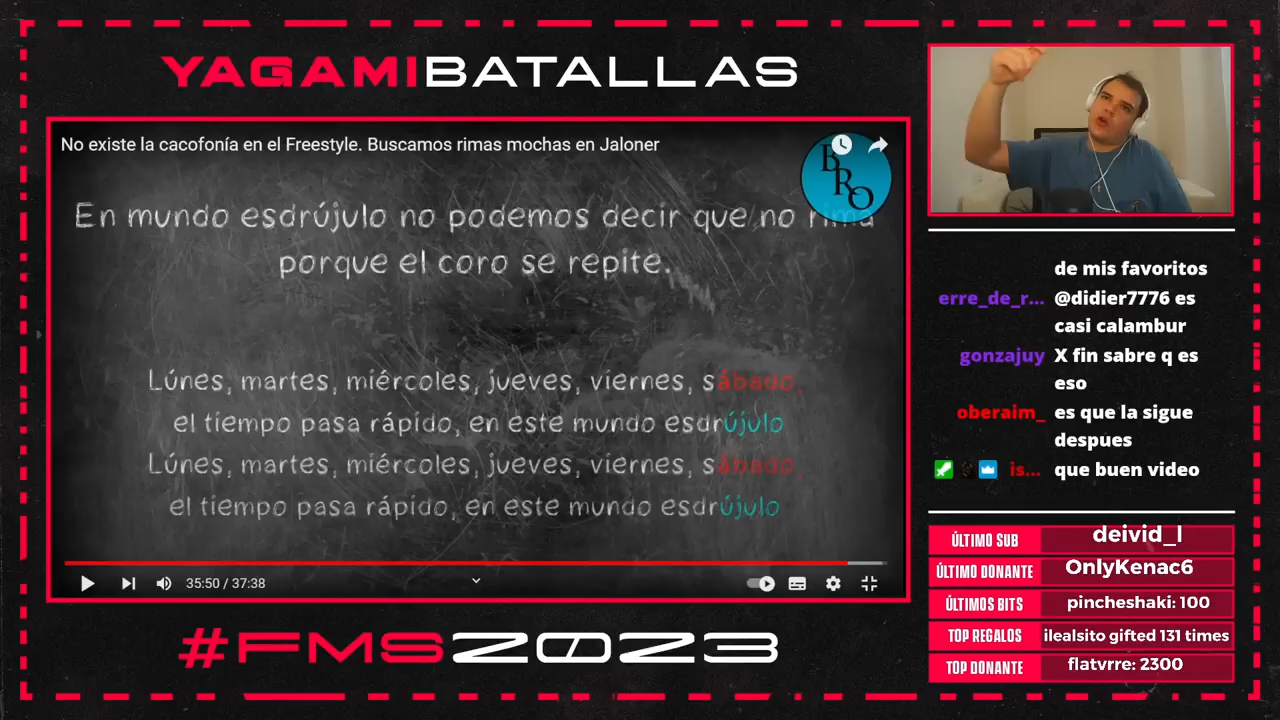 YAGAMIBATALLAS
No existe la cacofonía en el Freestyle. Buscamos rimas mochas en Jaloner
BRO
En mundo esdrújulo no podemos decir que no rima
porque el coro se repite.
Lúnes, martes, miércoles, jueves, viernes, sábado,
el tiempo pasa rápido, en este mundo esdrújulo
Lúnes, martes, miércoles, jueves, viernes, sábado,
el tiempo pasa rápido, en este mundo esdrújulo
35:50 / 37:38
#FMS2023
de mis favoritos
erre_de_r... @didier7776 es
casi calambur
gonzajuy X fin sabre q es
eso
oberaim_ es que la sigue
despues
is... que buen video
ÚLTIMO SUB deivid_l
ÚLTIMO DONANTE OnlyKenac6
ÚLTIMOS BITS pincheshaki: 100
TOP REGALOS ilealsito gifted 131 times
TOP DONANTE flatvrre: 2300